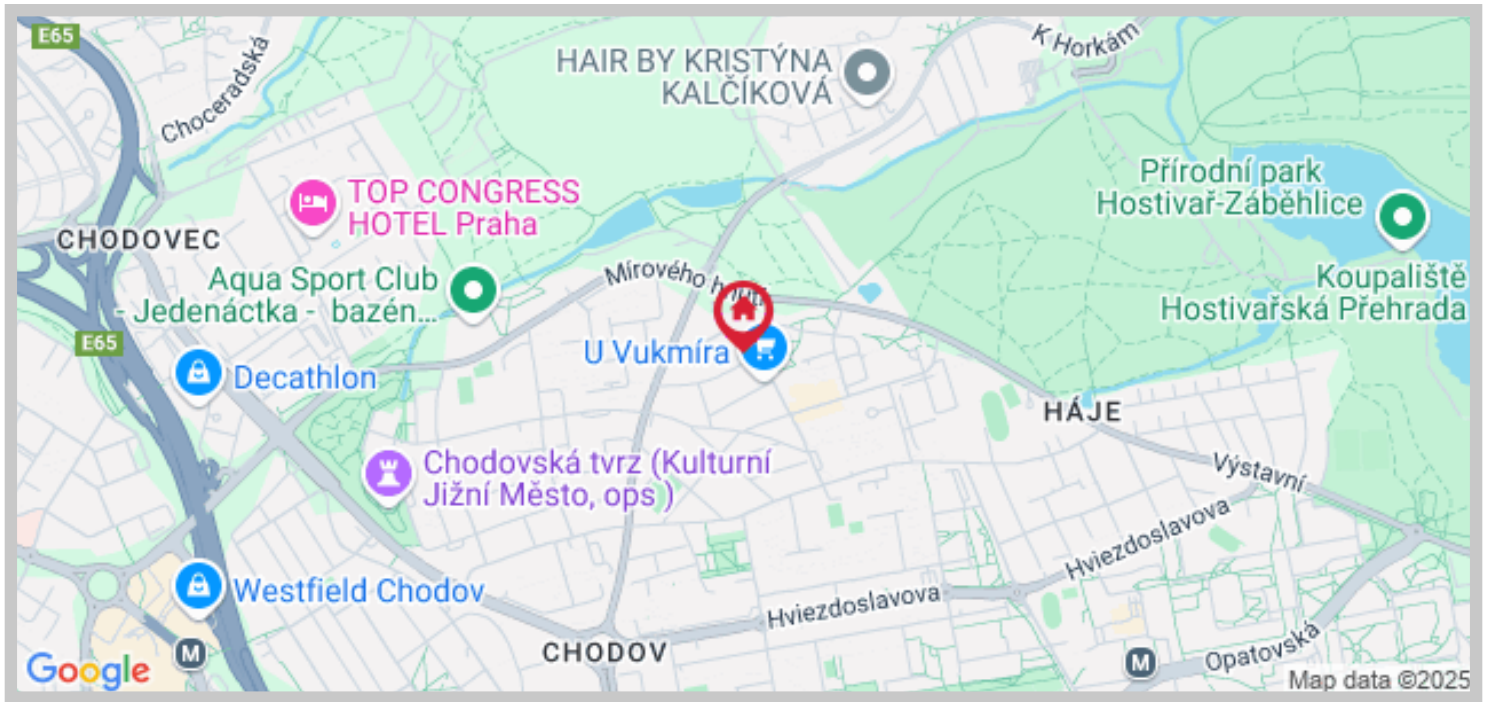 E65
Choceradská
HAIR BY KRISTÝNA
KALČÍKOVÁ
K Horkám
TOP CONGRESS
HOTEL Praha
Přírodní park
Hostivař-Záběhlice
CHODOVEC
Aqua Sport Club
- Jedenáctka - bazén...
Mírového hnutí
Koupaliště
Hostivařská Přehrada
E65
U Vukmíra
Decathlon
HÁJE
Chodovská tvrz (Kulturní
Jižní Město, ops )
Výstavní
Hviezdoslavova
Westfield Chodov
Hviezdoslavova
CHODOV
M
M
Opatovská
Google
Map data ©2025